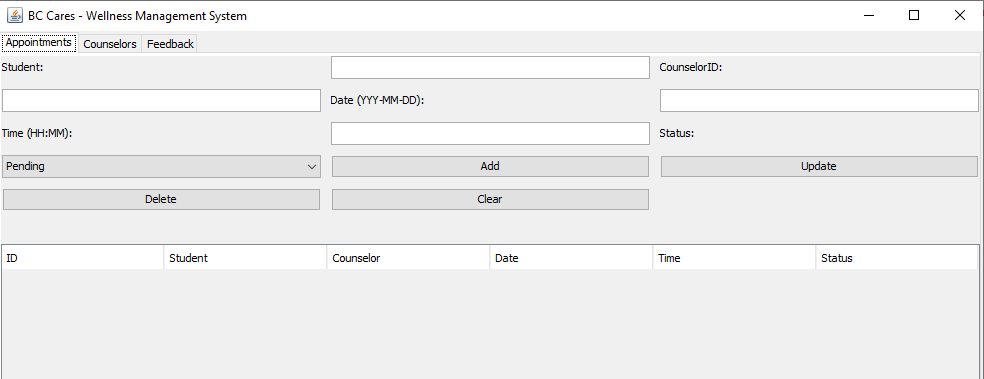 BC Cares - Wellness Management System
Appointments Counselors Feedback
Student: CounselorID:
Date (YYY-MM-DD):
Time (HH:MM): Status:
Pending Add Update
Delete Clear
ID Student Counselor Date Time Status